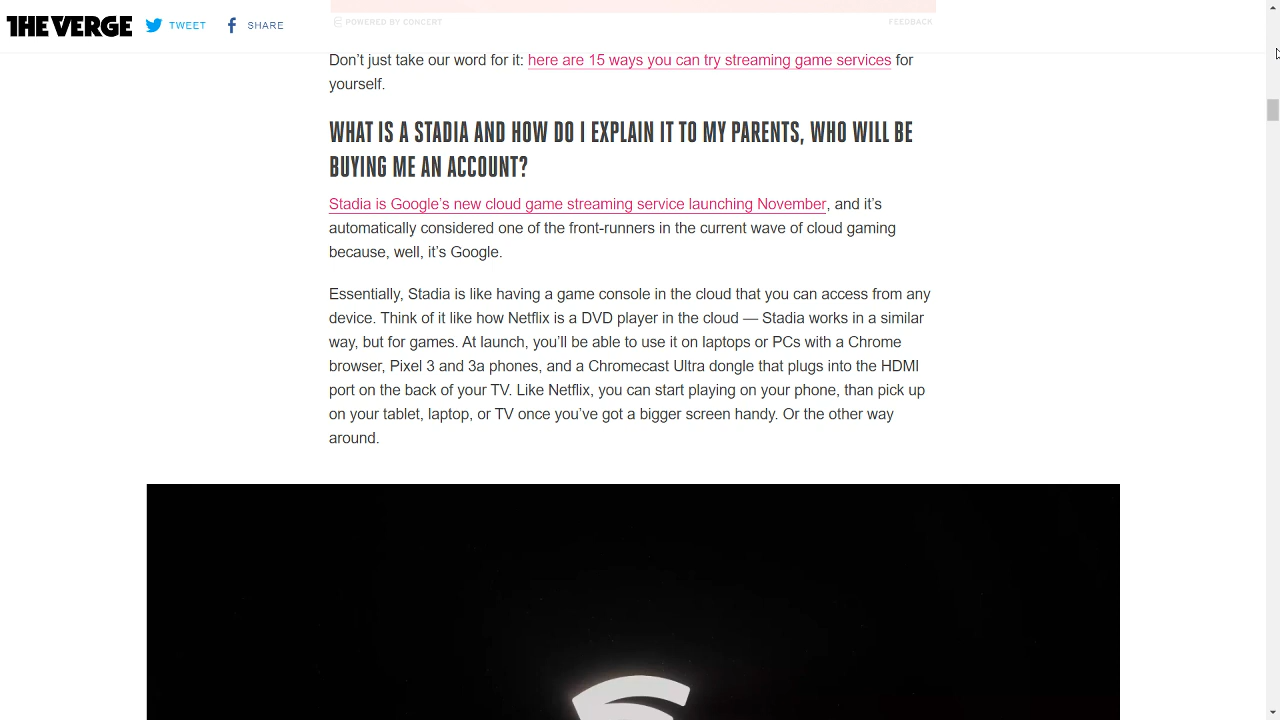 THE VERGE TWEET SHARE
POWERED BY CONCERT FEEDBACK
Don’t just take our word for it: here are 15 ways you can try streaming game services for
yourself.
WHAT IS A STADIA AND HOW DO I EXPLAIN IT TO MY PARENTS, WHO WILL BE
BUYING ME AN ACCOUNT?
Stadia is Google’s new cloud game streaming service launching November, and it’s
automatically considered one of the front-runners in the current wave of cloud gaming
because, well, it’s Google.
Essentially, Stadia is like having a game console in the cloud that you can access from any
device. Think of it like how Netflix is a DVD player in the cloud — Stadia works in a similar
way, but for games. At launch, you’ll be able to use it on laptops or PCs with a Chrome
browser, Pixel 3 and 3a phones, and a Chromecast Ultra dongle that plugs into the HDMI
port on the back of your TV. Like Netflix, you can start playing on your phone, than pick up
on your tablet, laptop, or TV once you’ve got a bigger screen handy. Or the other way
around.